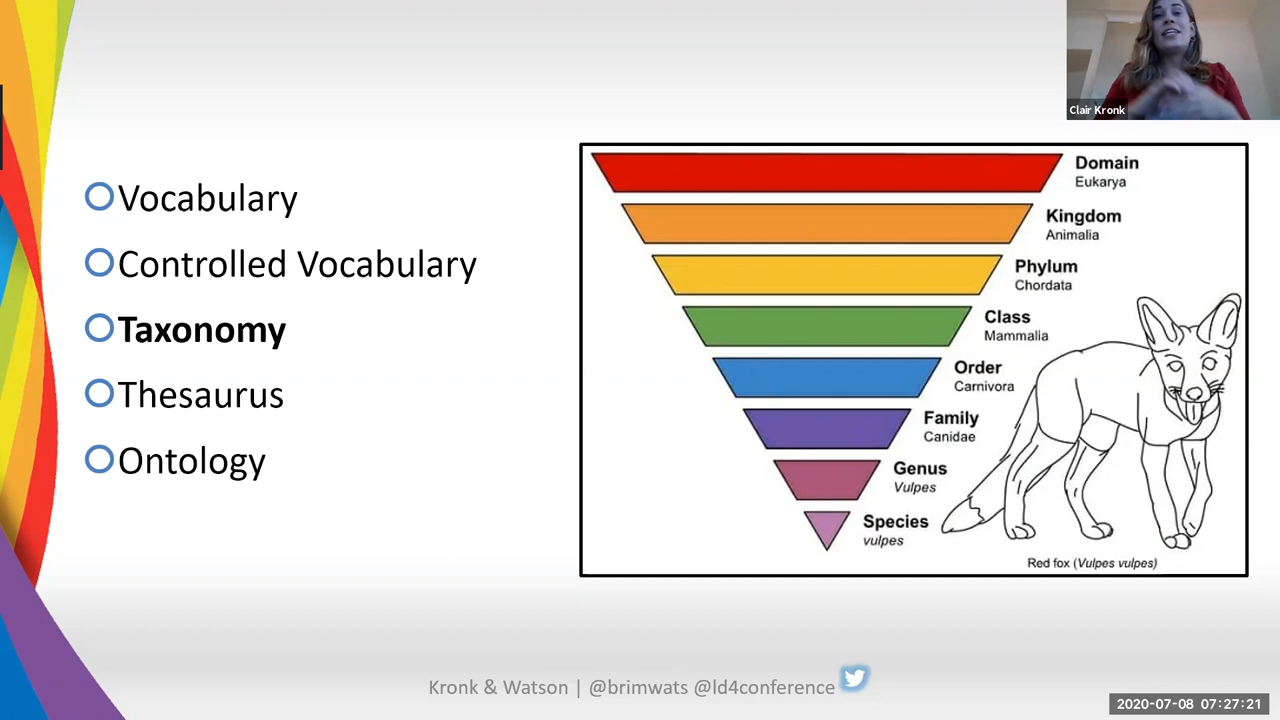 Clair Kronk
Vocabulary
Controlled Vocabulary
Taxonomy
Thesaurus
Ontology
Domain
Eukarya
Kingdom
Animalia
Phylum
Chordata
Class
Mammalia
Order
Carnivora
Family
Canidae
Genus
Vulpes
Species
vulpes
Red fox (Vulpes vulpes)
Kronk & Watson | @brimwats @ld4conference
2020-07-08 07:27:21